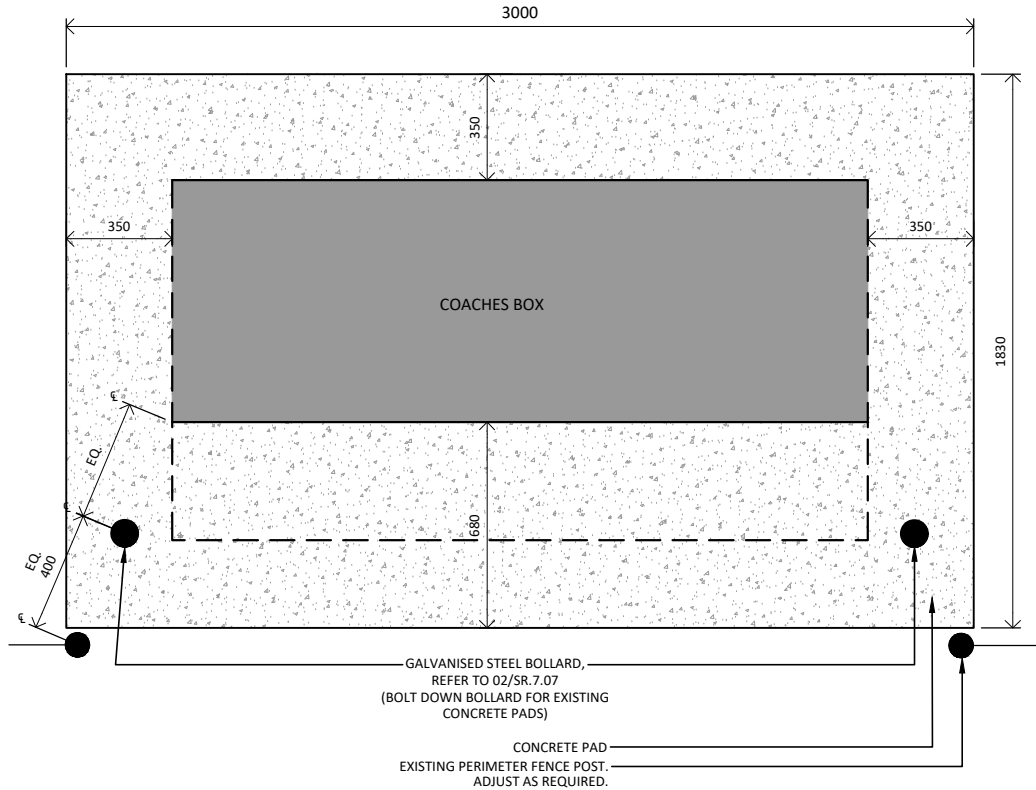 3000
350
350
350
COACHES BOX
1830
℄
EQ.
℄
680
EQ.
400
℄
GALVANISED STEEL BOLLARD,
REFER TO 02/SR.7.07
(BOLT DOWN BOLLARD FOR EXISTING
CONCRETE PADS)
CONCRETE PAD
EXISTING PERIMETER FENCE POST.
ADJUST AS REQUIRED.